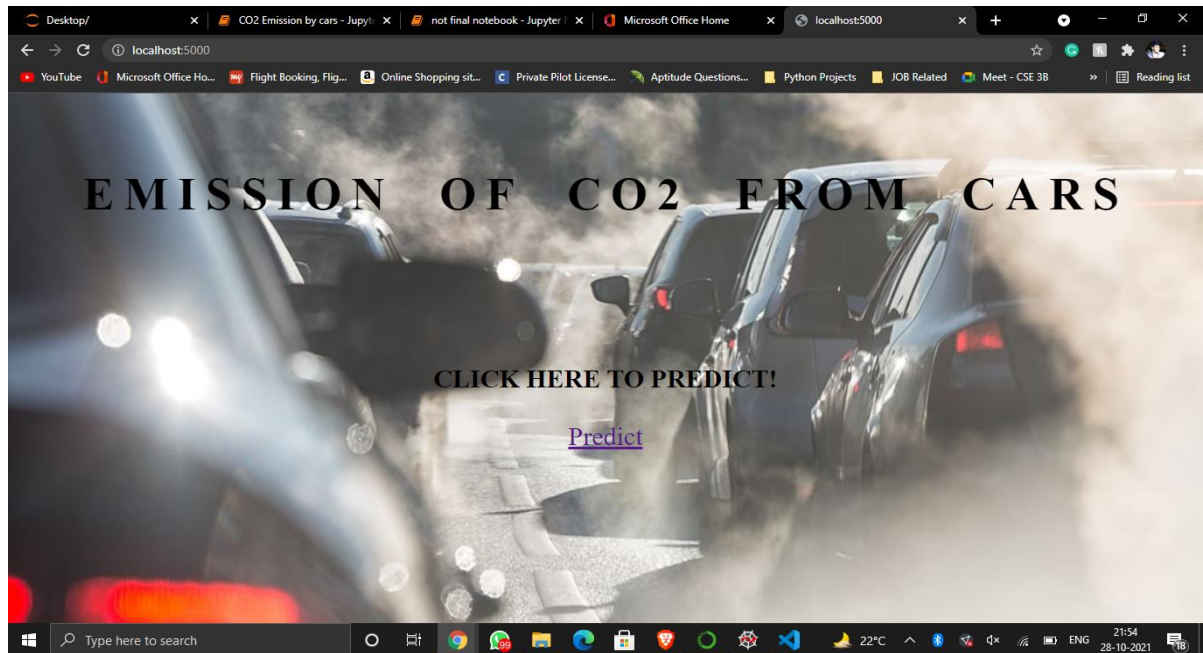 Desktop/
CO2 Emission by cars - Jupyt
not final notebook - Jupyter
Microsoft Office Home
localhost:5000
localhost:5000
YouTube
Microsoft Office Ho...
Flight Booking, Flig...
Online Shopping sit...
Private Pilot License...
Aptitude Questions...
Python Projects
JOB Related
Meet - CSE 3B
»
Reading list
EMISSION OF CO2 FROM CARS
CLICK HERE TO PREDICT!
Predict
Type here to search
99
22°C
ENG
21:54
28-10-2021
18